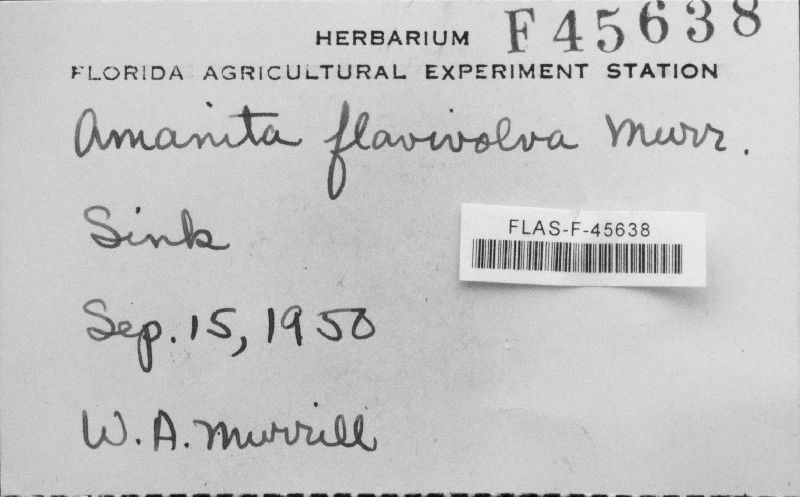 HERBARIUM F45638
FLORIDA AGRICULTURAL EXPERIMENT STATION
Amanita flavivolva Murr.
Sink
FLAS-F-45638
Sep. 15, 1950
W. A. Murrill